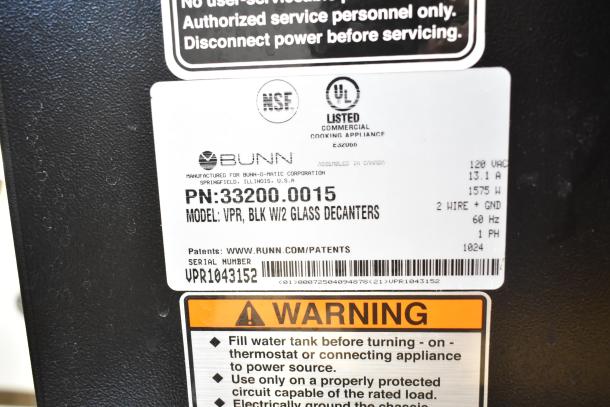 No user-serviceable
Authorized service personnel only.
Disconnect power before servicing.
NSF
UL
LISTED
COMMERCIAL
COOKING APPLIANCE
E32066
BUNN
ASSEMBLED IN CANADA
MANUFACTURED FOR BUNN-O-MATIC CORPORATION
SPRINGFIELD, ILLINOIS, U.S.A
120 VAC
13.1 A
1575 W
2 WIRE + GND
60 Hz
1 PH
1024
PN:33200.0015
MODEL: VPR, BLK W/2 GLASS DECANTERS
Patents: WWW.BUNN.COM/PATENTS
SERIAL NUMBER
VPR1043152
(01)00072504094878(21)VPR1043152
WARNING
◆ Fill water tank before turning - on -
thermostat or connecting appliance
to power source.
◆ Use only on a properly protected
circuit capable of the rated load.
◆ Electrically ground the chassis.